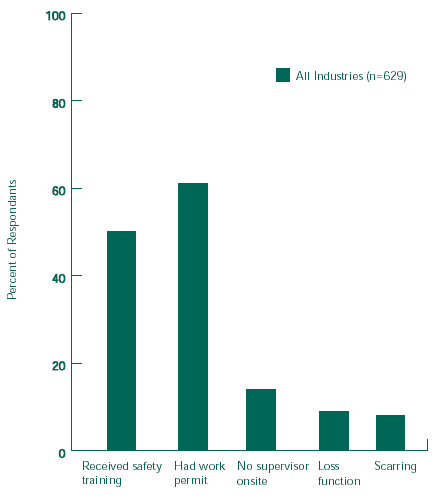 100
All Industries (n=629)
80
60
40
20
0
Percent of Respondants
Received safety
training
Had work
permit
No supervisor
onsite
Loss
function
Scarring